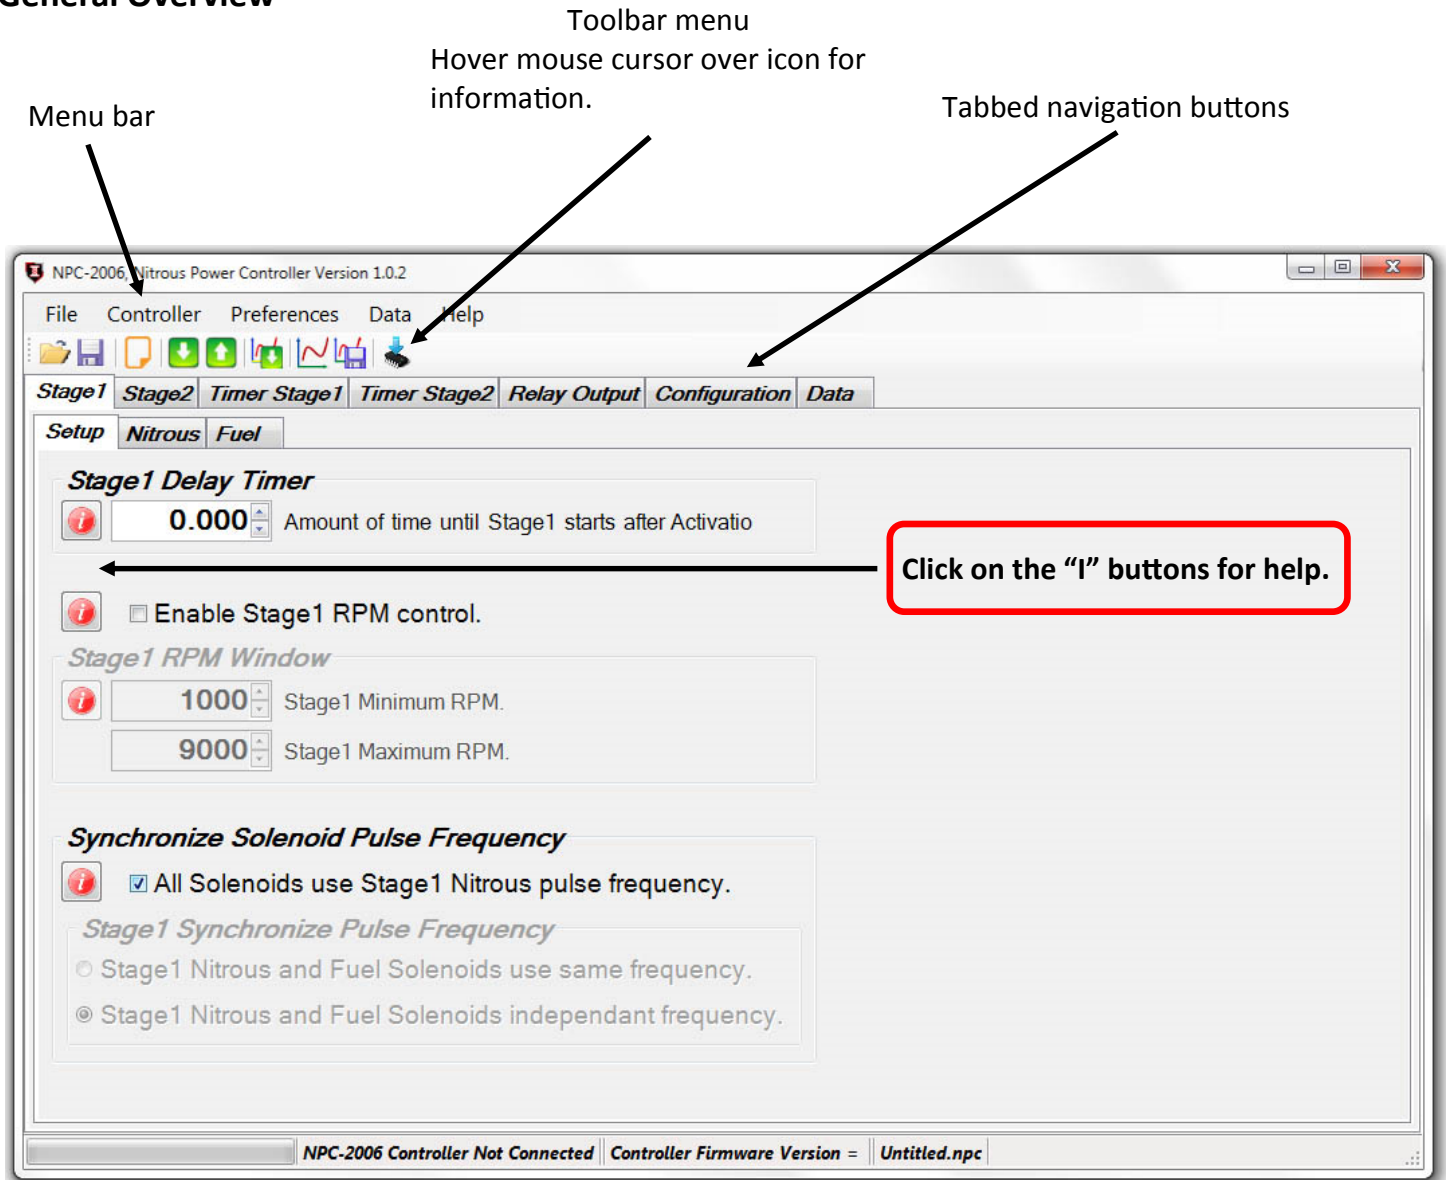 General Overview
Toolbar menu
Hover mouse cursor over icon for
information.
Menu bar
Tabbed navigation buttons
NPC-2006, Nitrous Power Controller Version 1.0.2
File Controller Preferences Data Help
Stage1 Stage2 Timer Stage1 Timer Stage2 Relay Output Configuration Data
Setup Nitrous Fuel
Stage1 Delay Timer
0.000 Amount of time until Stage1 starts after Activatio
Click on the “I” buttons for help.
Enable Stage1 RPM control.
Stage1 RPM Window
1000 Stage1 Minimum RPM.
9000 Stage1 Maximum RPM.
Synchronize Solenoid Pulse Frequency
All Solenoids use Stage1 Nitrous pulse frequency.
Stage1 Synchronize Pulse Frequency
Stage1 Nitrous and Fuel Solenoids use same frequency.
Stage1 Nitrous and Fuel Solenoids independant frequency.
NPC-2006 Controller Not Connected Controller Firmware Version = Untitled.npc